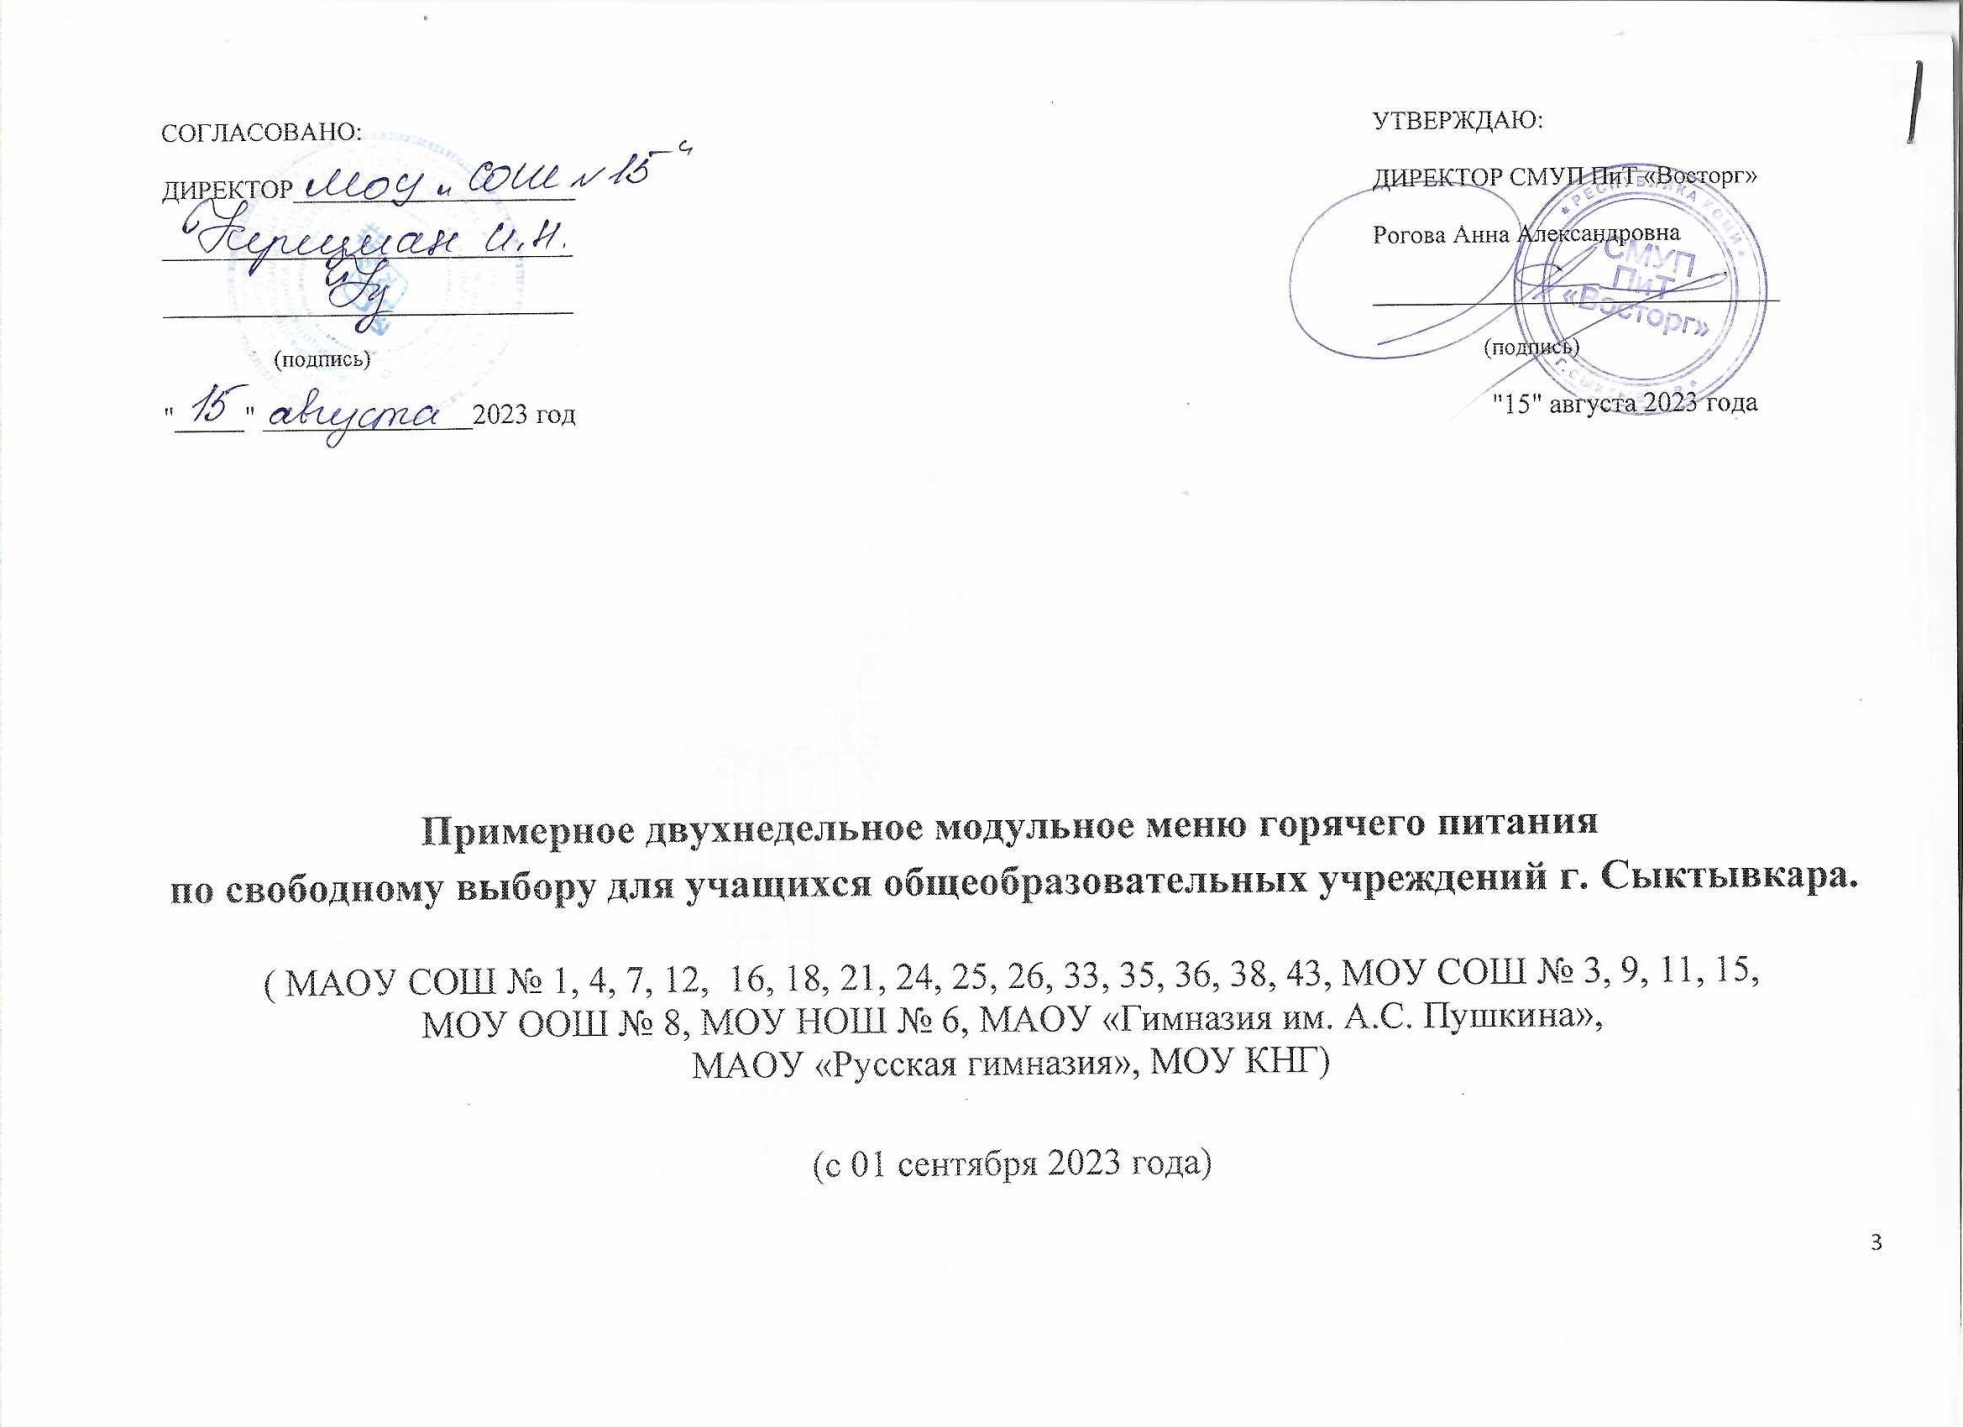 СОГЛАСОВАНО:
ДИРЕКТОР МОУ "СОШ №15"
И.Н.
(подпись)
"15" августа 2023 год
УТВЕРЖДАЮ:
ДИРЕКТОР СМУП ПиТ «Восторг»
Рогова Анна Александровна
(подпись)
"15" августа 2023 года
РЕСПУБЛИКА КОМИ
СМУП
ПиТ
«Восторг»
Примерное двухнедельное модульное меню горячего питания
по свободному выбору для учащихся общеобразовательных учреждений г. Сыктывкара.
( МАОУ СОШ № 1, 4, 7, 12,  16, 18, 21, 24, 25, 26, 33, 35, 36, 38, 43, МОУ СОШ № 3, 9, 11, 15,
МОУ ООШ № 8, МОУ НОШ № 6, МАОУ «Гимназия им. А.С. Пушкина»,
МАОУ «Русская гимназия», МОУ КНГ)
(с 01 сентября 2023 года)
3